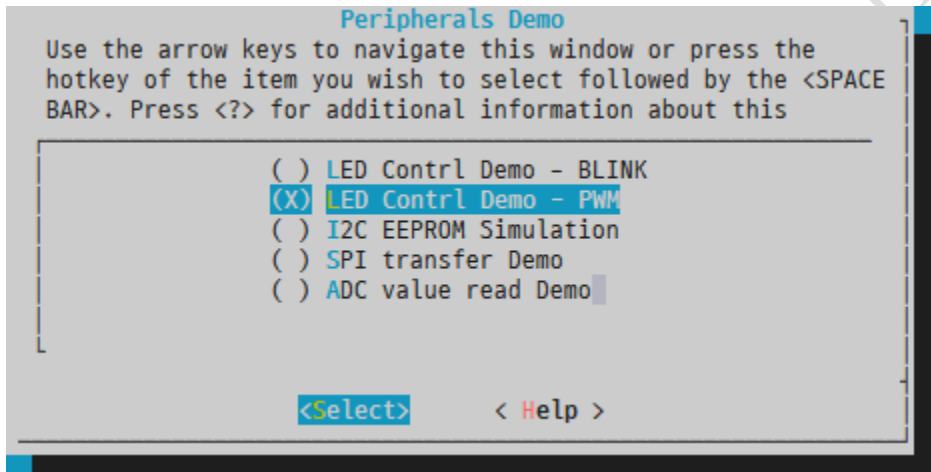 Peripherals Demo
Use the arrow keys to navigate this window or press the
hotkey of the item you wish to select followed by the <SPACE
BAR>. Press <?> for additional information about this
( ) LED Contrl Demo – BLINK
(X) LED Contrl Demo – PWM
( ) I2C EEPROM Simulation
( ) SPI transfer Demo
( ) ADC value read Demo
<Select> < Help >